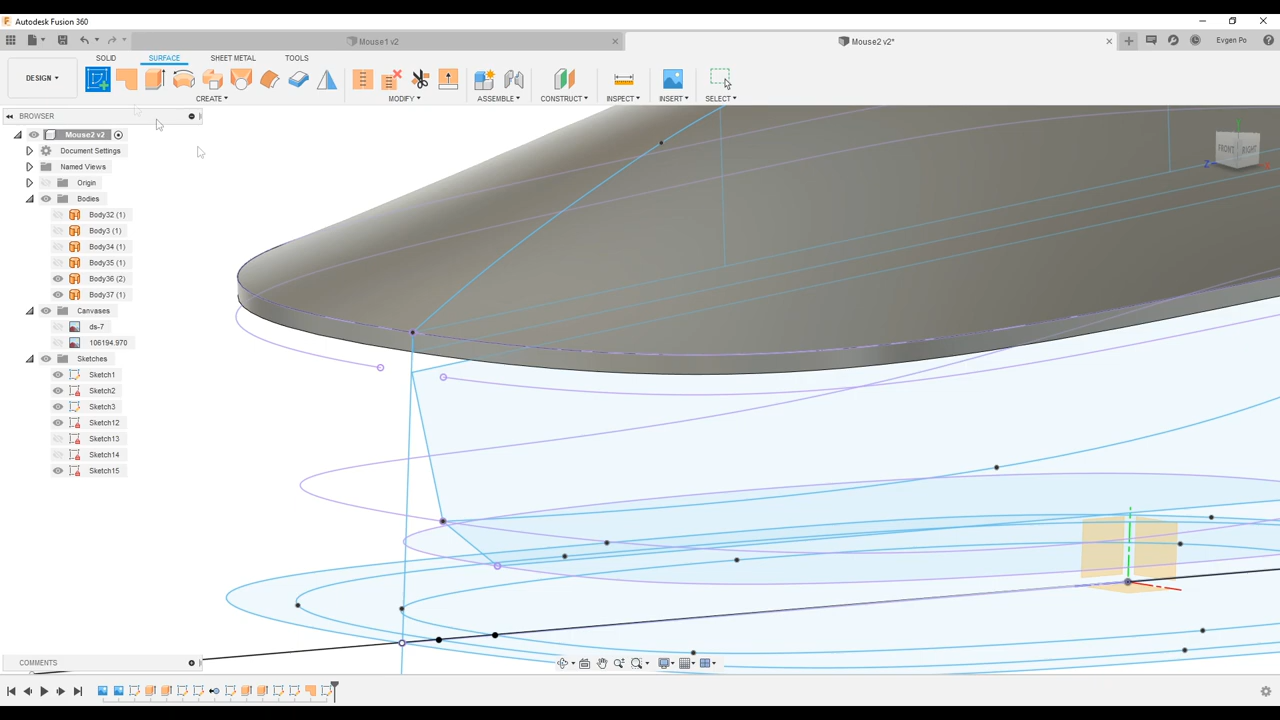 Autodesk Fusion 360
Mouse1 v2
Mouse2 v2*
Evgen Po
SOLID SURFACE SHEET METAL TOOLS
DESIGN
CREATE MODIFY ASSEMBLE CONSTRUCT INSPECT INSERT SELECT
BROWSER
Mouse2 v2
Document Settings
Named Views
Origin
Bodies
Body32 (1)
Body3 (1)
Body34 (1)
Body35 (1)
Body36 (2)
Body37 (1)
Canvases
ds-7
106194.970
Sketches
Sketch1
Sketch2
Sketch3
Sketch12
Sketch13
Sketch14
Sketch15
FRONT RIGHT
Z
COMMENTS